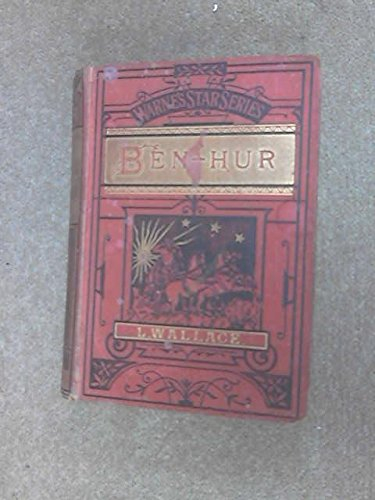 WARNE'S STAR SERIES
BEN-HUR
L. WALLACE